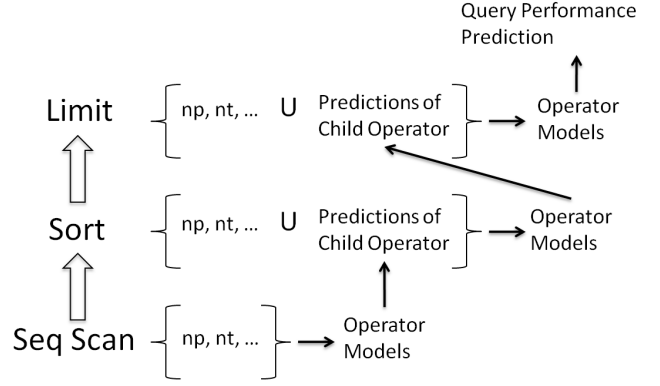 Query Performance
Prediction
Limit
np, nt, ... U
Predictions of
Child Operator
Operator
Models
Sort
np, nt, ... U
Predictions of
Child Operator
Operator
Models
Seq Scan
np, nt, ...
Operator
Models